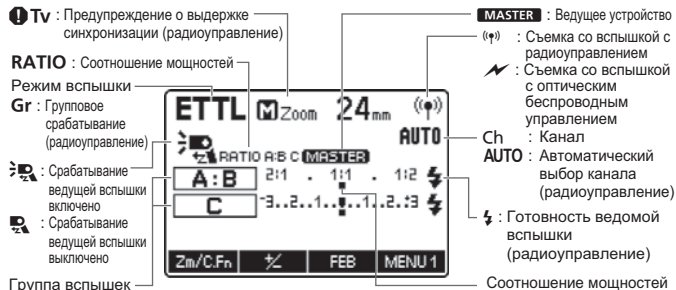 Tv : Предупреждение о выдержке
синхронизации (радиоуправление)
RATIO : Соотношение мощностей
Режим вспышки
Gr : Групповое
срабатывание
(радиоуправление)
: Срабатывание
ведущей вспышки
включено
: Срабатывание
ведущей вспышки
выключено
Группа вспышек
ETTL M Zoom 24mm
AUTO
RATIO A:B C MASTER
A:B 2:1 . 1:1 . 1:2
C -3..2..1..▪..1..2..+3
Zm/C.Fn +/- FEB MENU 1
MASTER : Ведущее устройство
: Съемка со вспышкой с
радиоуправлением
: Съемка со вспышкой
с оптическим
беспроводным
управлением
Ch : Канал
AUTO : Автоматический
выбор канала
(радиоуправление)
: Готовность ведомой
вспышки
(радиоуправление)
Соотношение мощностей